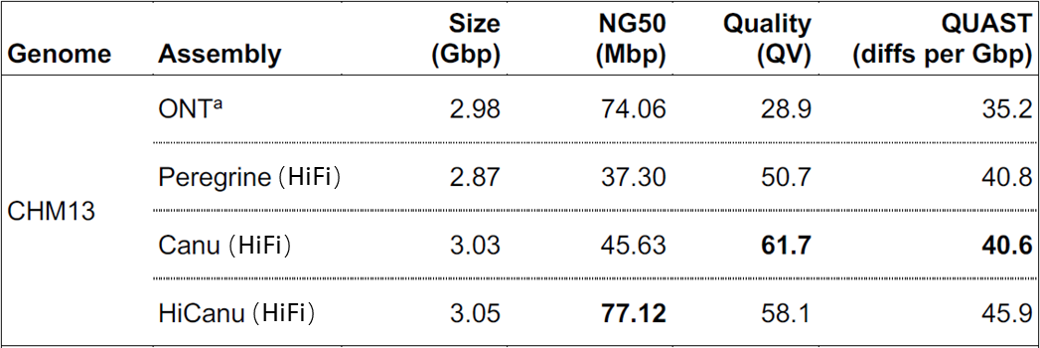 Genome Assembly Size (Gbp) NG50 (Mbp) Quality (QV) QUAST (diffs per Gbp)
ONTᵃ 2.98 74.06 28.9 35.2
Peregrine (HiFi) 2.87 37.30 50.7 40.8
CHM13
Canu (HiFi) 3.03 45.63 61.7 40.6
HiCanu (HiFi) 3.05 77.12 58.1 45.9